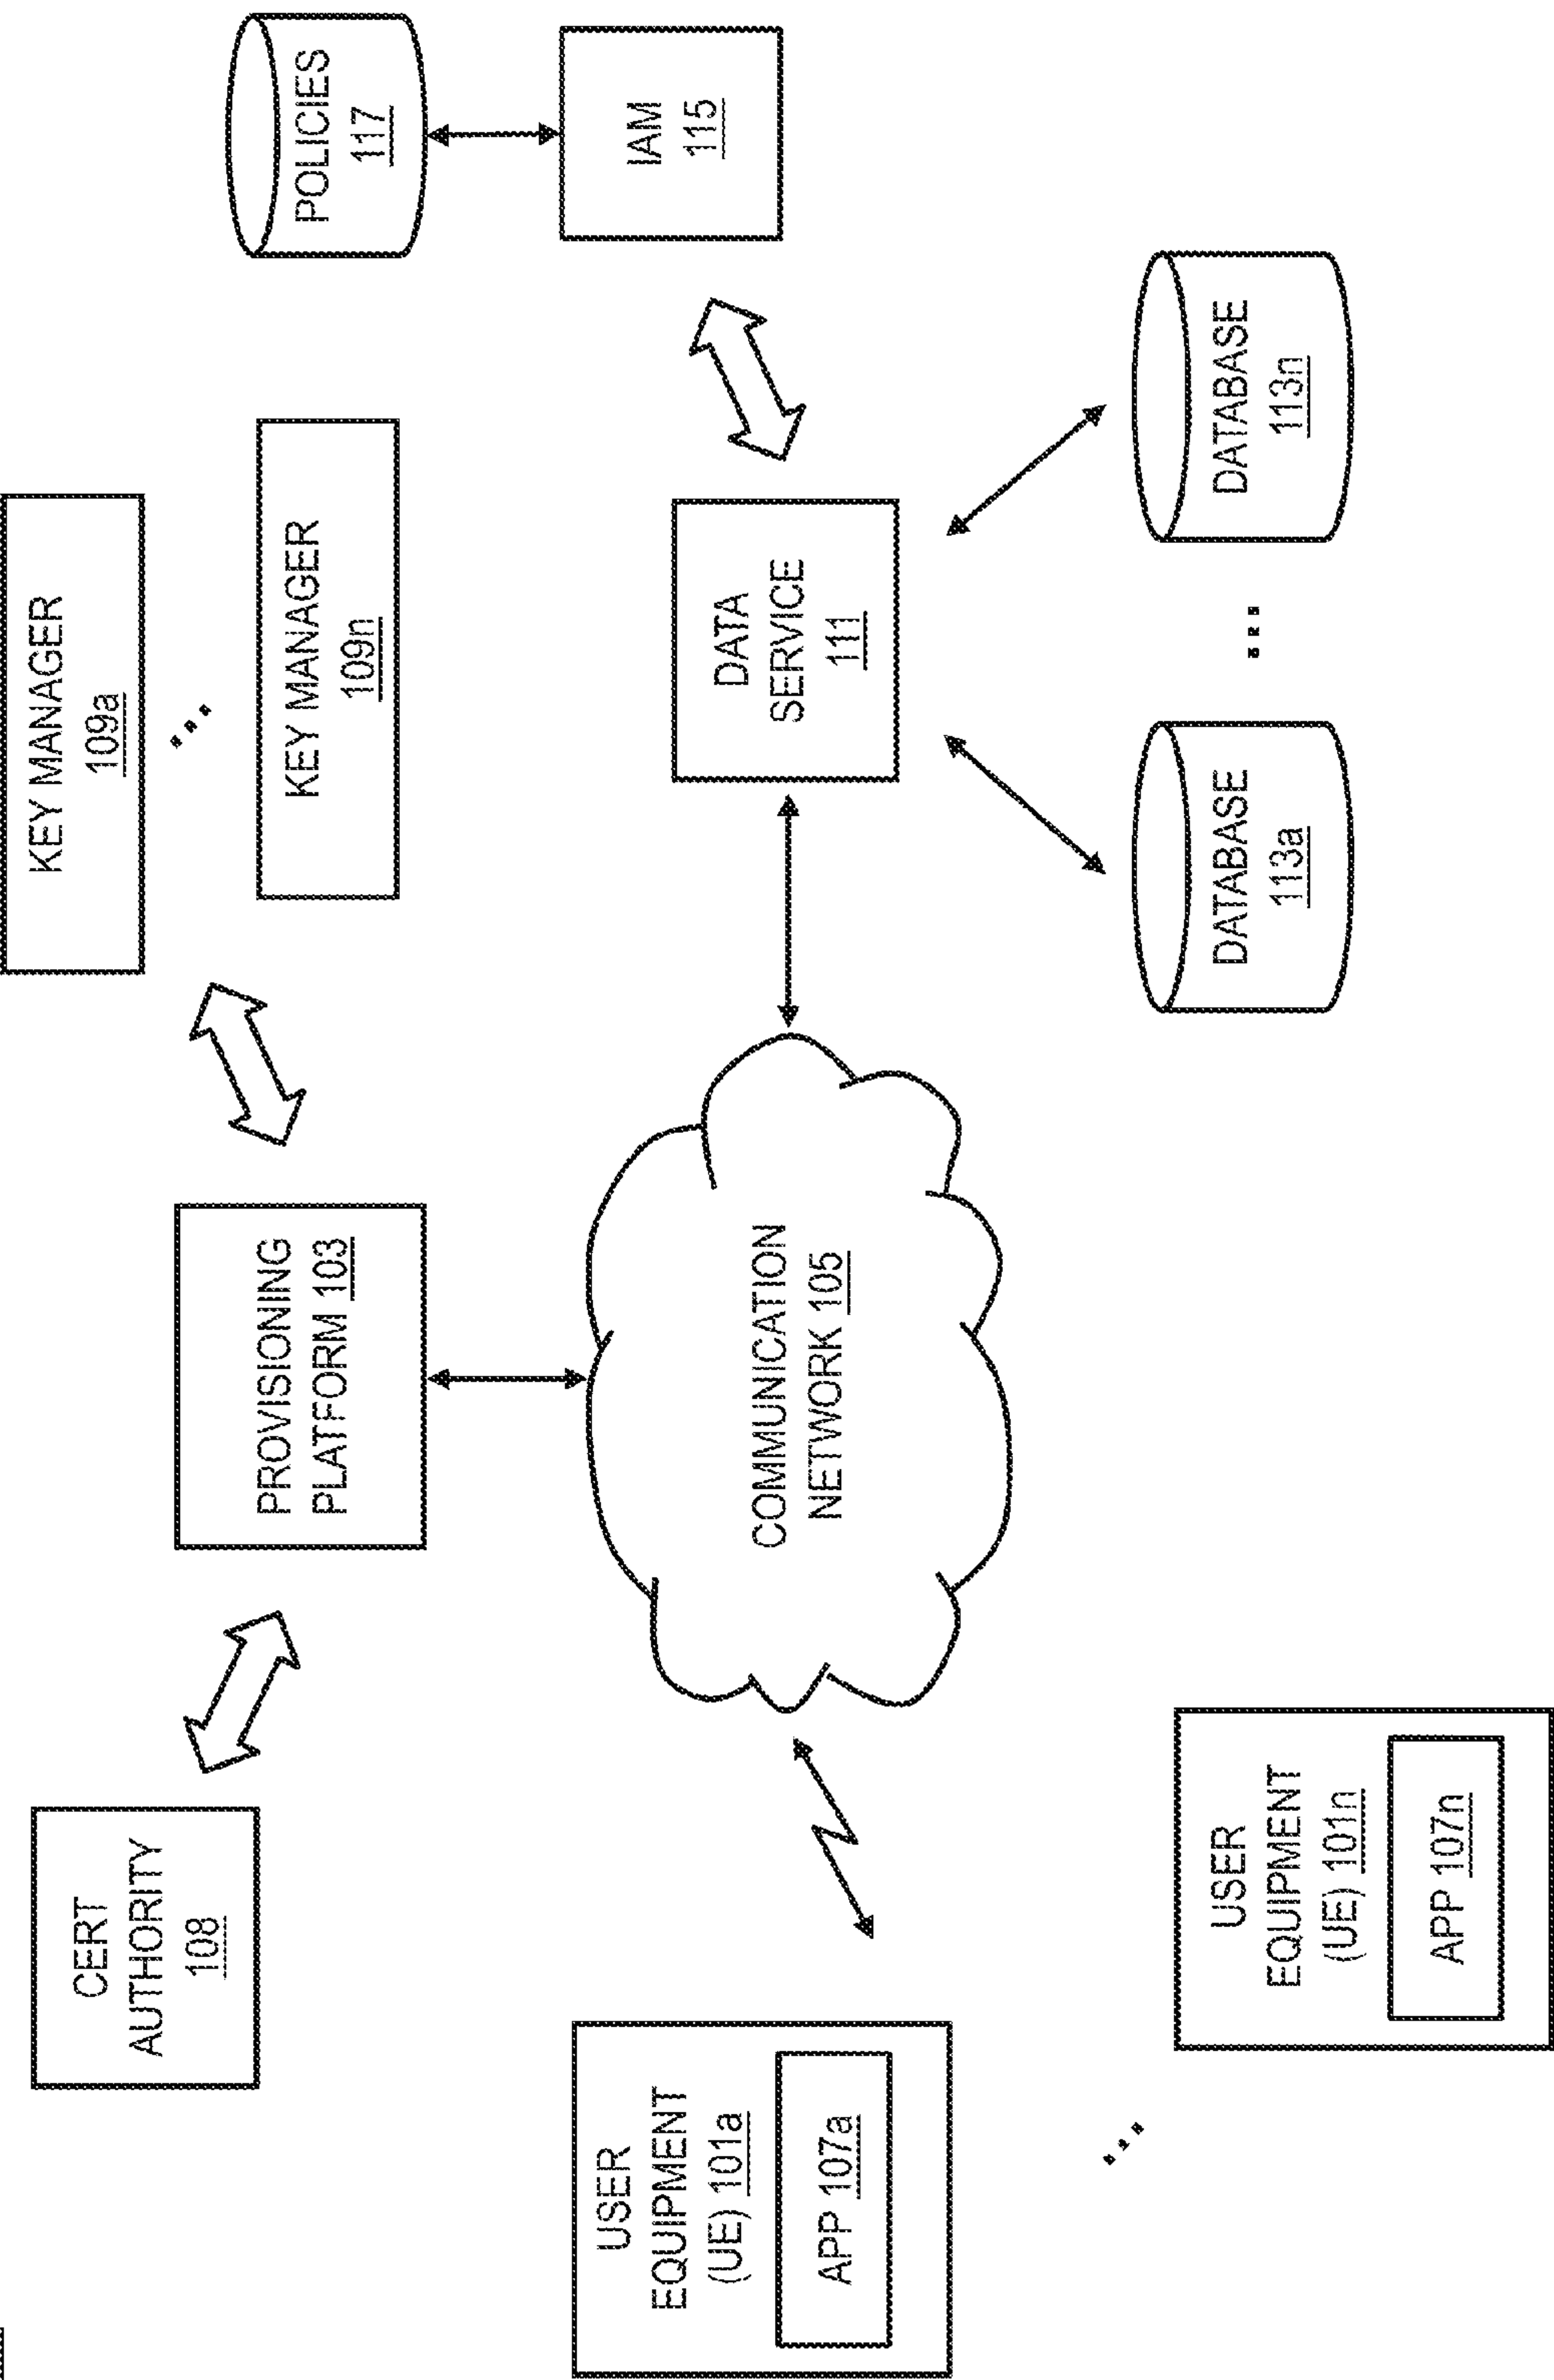 KEY MANAGER
109a
KEY MANAGER
109n
CERT
AUTHORITY
108
PROVISIONING
PLATFORM 103
POLICIES
117
IAM
115
USER
EQUIPMENT
(UE) 101a
APP 107a
COMMUNICATION
NETWORK 105
DATA
SERVICE
111
USER
EQUIPMENT
(UE) 101n
APP 107n
DATABASE
113a
DATABASE
113n